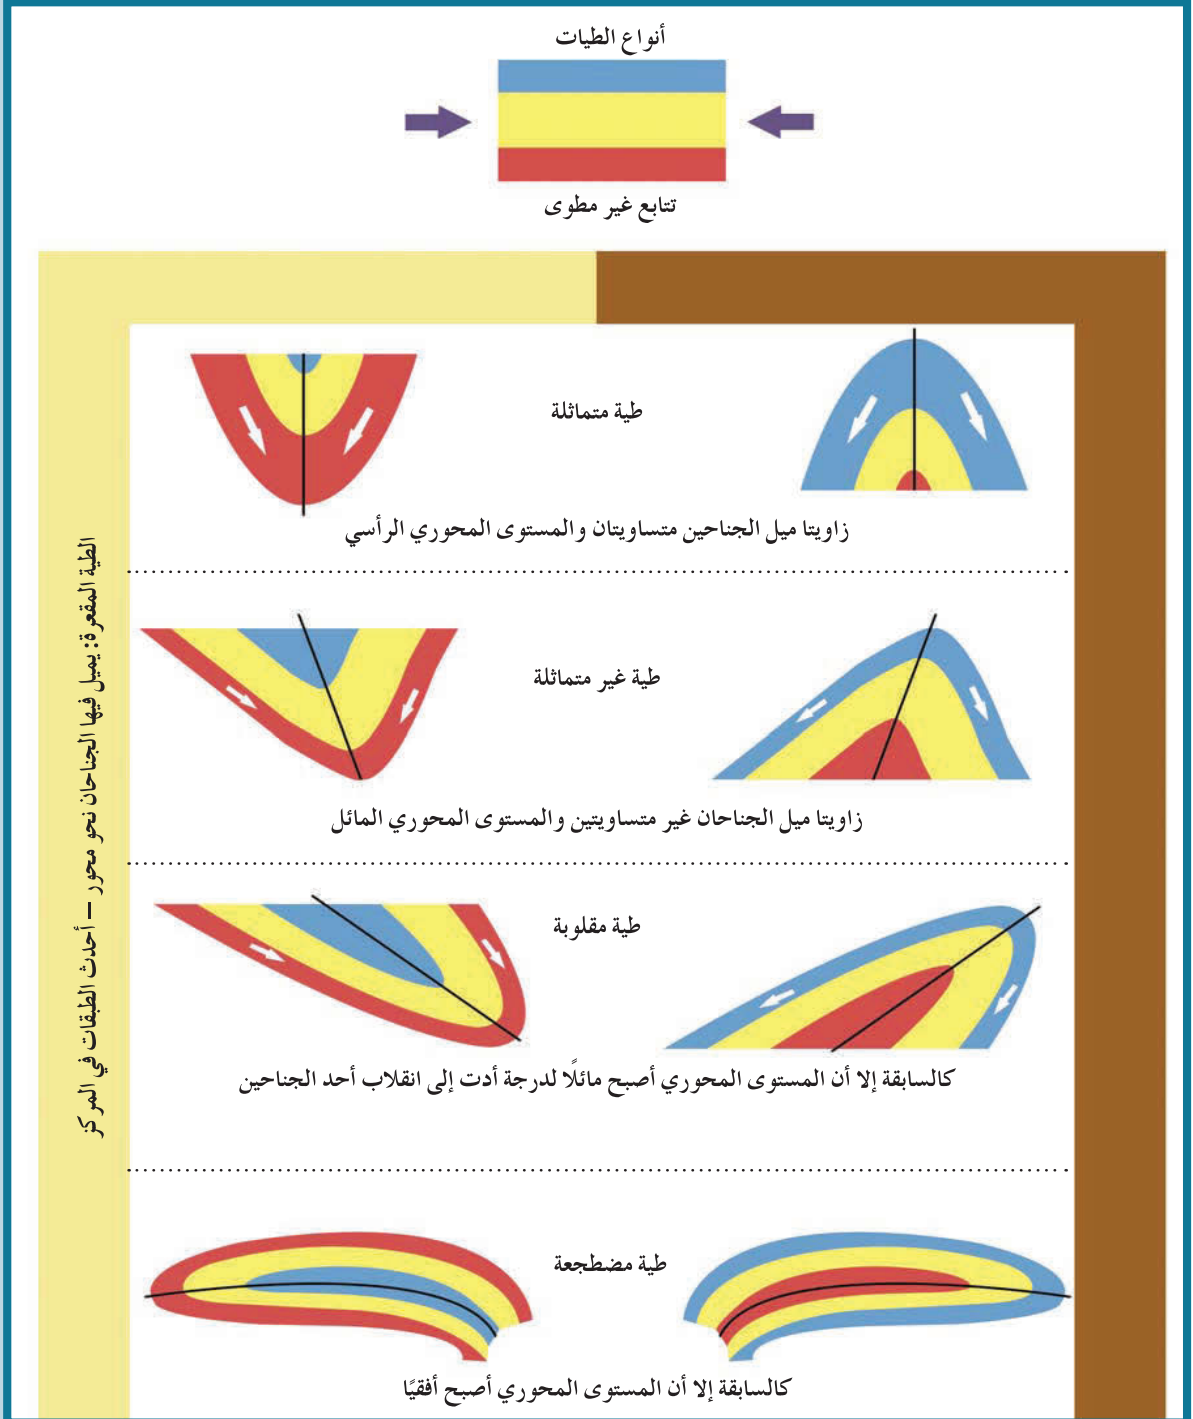 أنواع الطيات
تتابع غير مطوى
طية متماثلة
زاويتا ميل الجناحين متساويتان والمستوى المحوري الرأسي
طية غير متماثلة
زاويتا ميل الجناحان غير متساويتين والمستوى المحوري المائل
طية مقلوبة
كالسابقة إلا أن المستوى المحوري أصبح مائلًا لدرجة أدت إلى انقلاب أحد الجناحين
طية مضطجعة
كالسابقة إلا أن المستوى المحوري أصبح أفقيًا
الطية المقعرة: يميل فيها الجناحان نحو محور – أحدث الطبقات في المركز